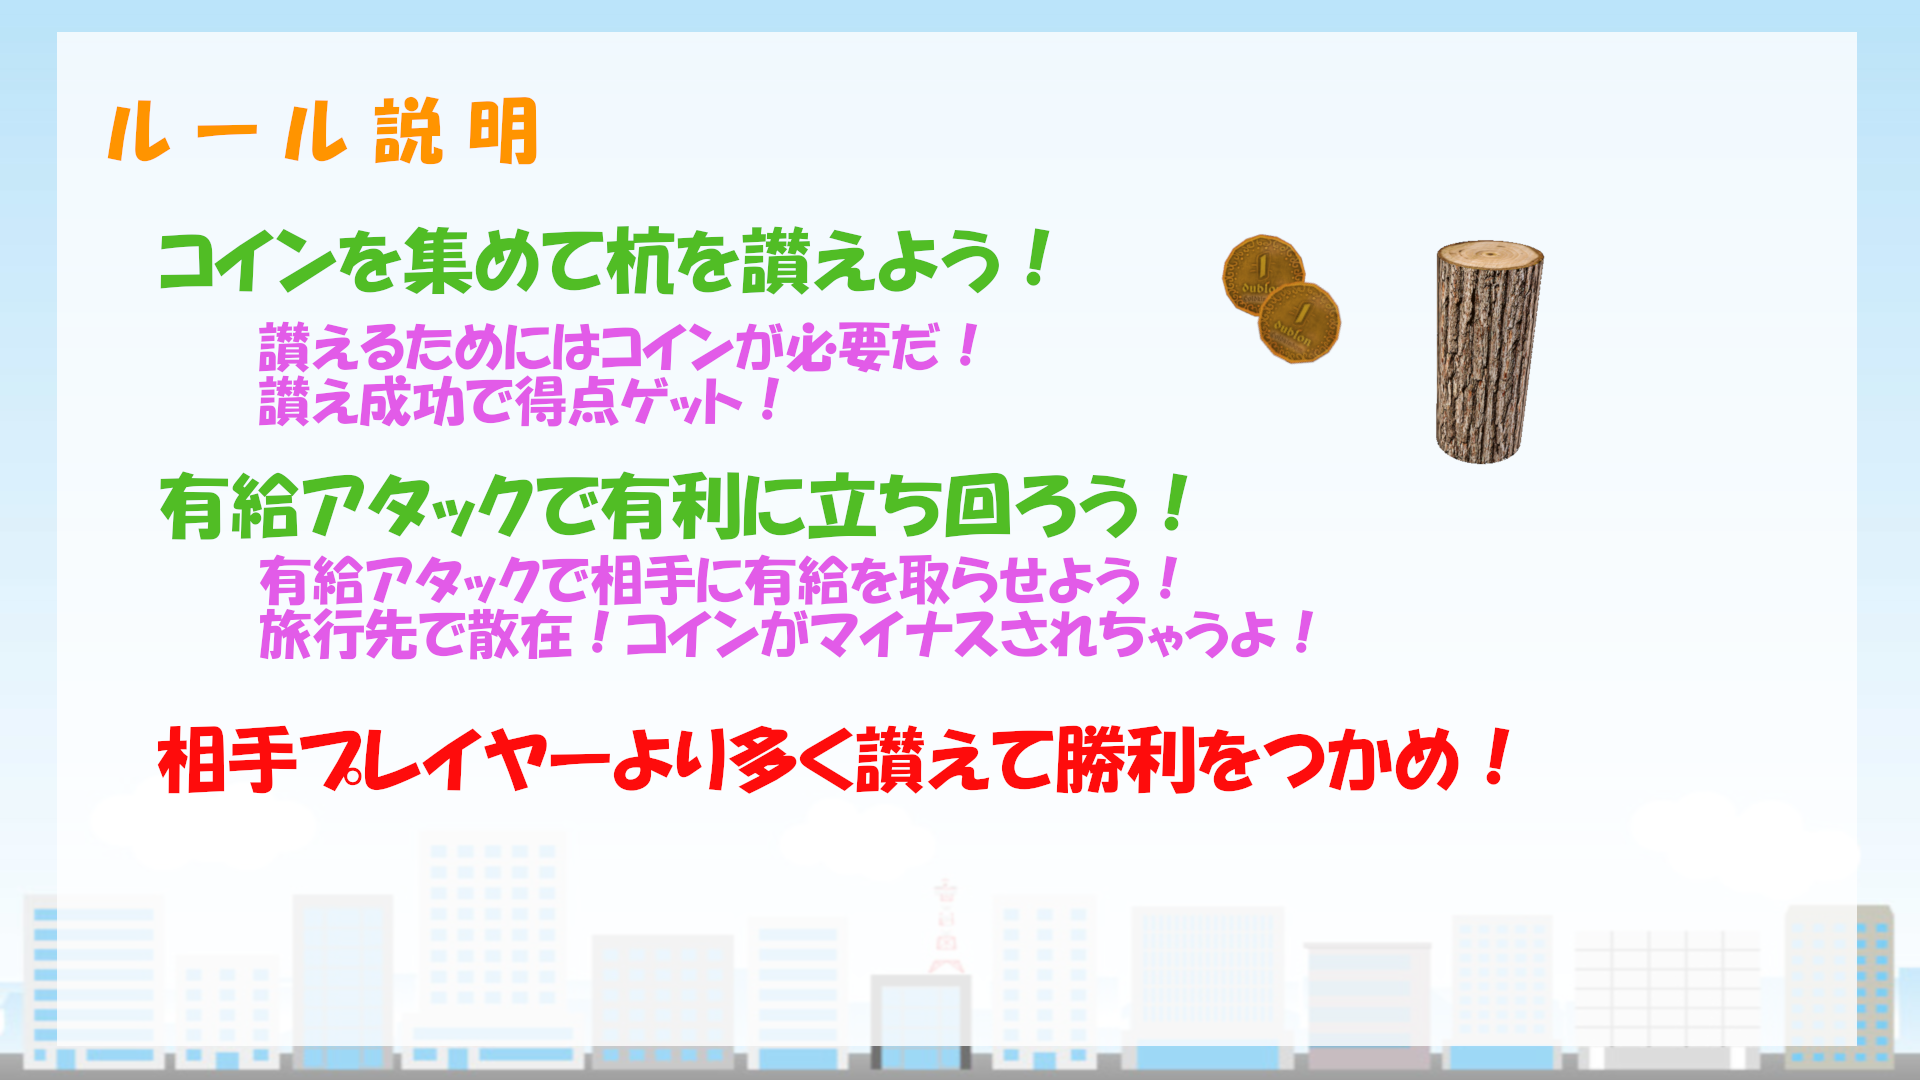 ルール説明
コインを集めて杭を讃えよう！
讃えるためにはコインが必要だ！
讃え成功で得点ゲット！
有給アタックで有利に立ち回ろう！
有給アタックで相手に有給を取らせよう！
旅行先で散在！コインがマイナスされちゃうよ！
相手プレイヤーより多く讃えて勝利をつかめ！
1
1
dublon